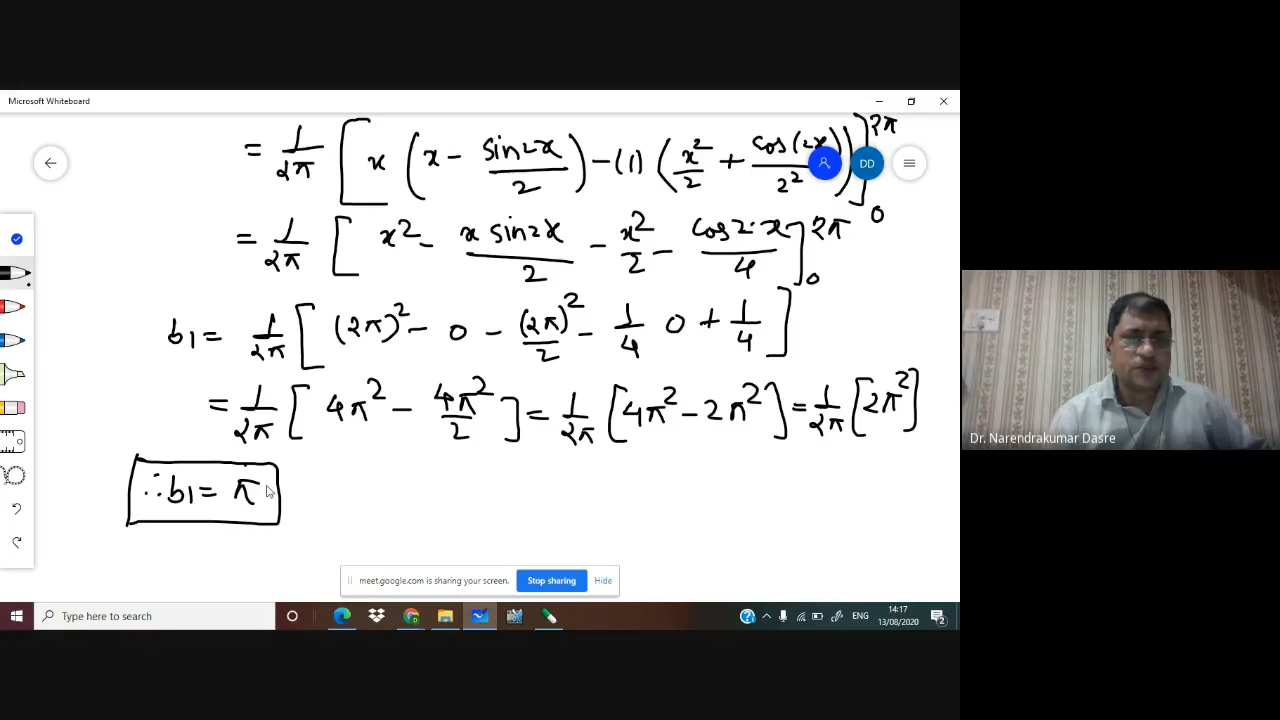 Microsoft Whiteboard
= 1/2π [ x ( x - sin2x/2 ) - (1) ( x²/2 + cos(2x)/2² ) ]₀^2π
DD
= 1/2π [ x² - x sin2x/2 - x²/2 - cos2·x/4 ]₀^2π
b1 = 1/2π [ (2π)² - 0 - (2π)²/2 - 1/4 0 + 1/4 ]
= 1/2π [ 4π² - 4π²/2 ] = 1/2π [ 4π² - 2π² ] = 1/2π [ 2π² ]
∴ b1 = π
Dr. Narendrakumar Dasre
meet.google.com is sharing your screen. Stop sharing Hide
Type here to search
ENG
14:17
13/08/2020
2